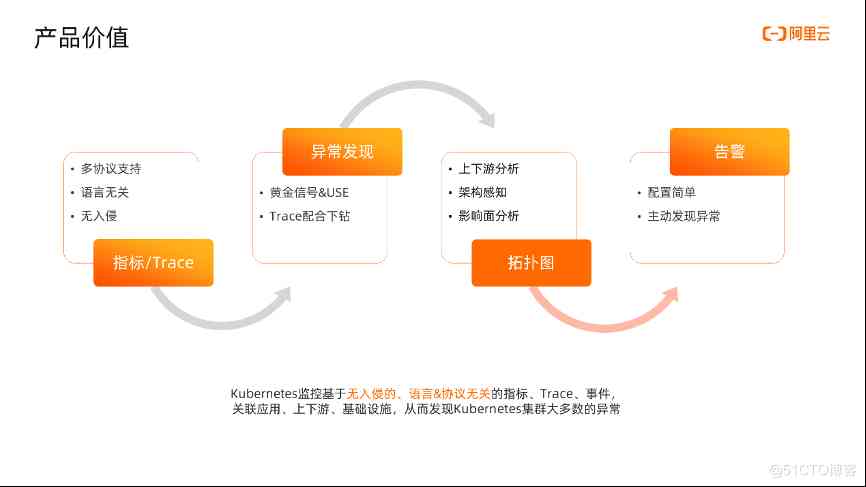 产品价值
阿里云
• 多协议支持
• 语言无关
• 无入侵
指标/Trace
异常发现
• 黄金信号&USE
• Trace配合下钻
• 上下游分析
• 架构感知
• 影响面分析
拓扑图
告警
• 配置简单
• 主动发现异常
Kubernetes监控基于无入侵的、语言&协议无关的指标、Trace、事件，
关联应用、上下游、基础设施，从而发现Kubernetes集群大多数的异常
@51CTO博客